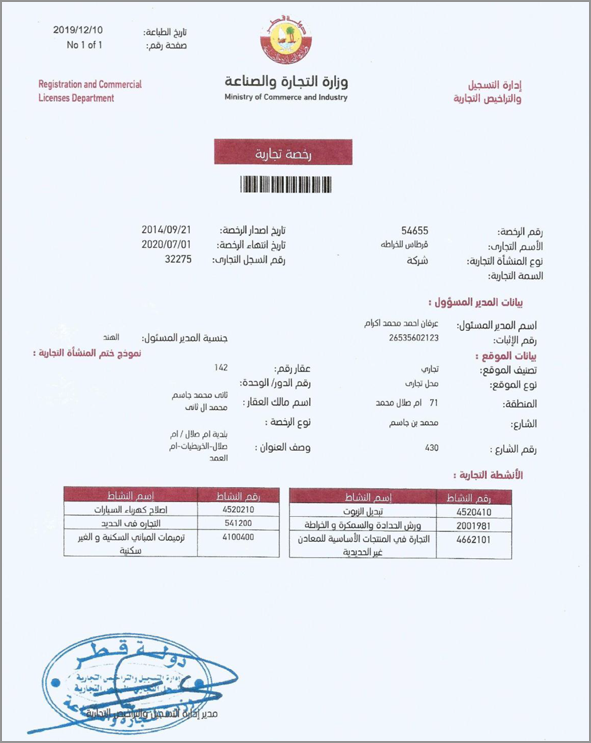 تاريخ الطباعة: 2019/12/10
صفحة رقم: No 1 of 1
وزارة التجارة والصناعة
Ministry of Commerce and Industry
إدارة التسجيل
والتراخيص التجارية
Registration and Commercial
Licenses Department
رخصة تجارية
رقم الرخصة: 54655
تاريخ اصدار الرخصة: 2014/09/21
الأسم التجاري: قرطاس للخراطه
تاريخ انتهاء الرخصة: 2020/07/01
نوع المنشأة التجارية: شركة
رقم السجل التجاري: 32275
السمة التجارية:
بيانات المدير المسؤول :
اسم المدير المسئول: عرفان احمد محمد اكرام
جنسية المدير المسئول: الهند
رقم الإثبات: 26535602123
نموذج ختم المنشأة التجارية :
بيانات الموقع :
تصنيف الموقع: تجاري
عقار رقم: 142
نوع الموقع: محل تجاري
رقم الدور/ الوحدة:
المنطقة: 71 ام صلال محمد
اسم مالك العقار : ثاني محمد جاسم
محمد ال ثاني
الشارع: محمد بن جاسم
نوع الرخصة :
رقم الشارع : 430
وصف العنوان : بلدية ام صلال / ام
صلال-الخريطيات-ام
العمد
الأنشطة التجارية :
رقم النشاط إسم النشاط
4520410 تبديل الزيوت
2001981 ورش الحدادة والسمكرة و الخراطة
4662101 التجارة في المنتجات الأساسية للمعادن
غير الحديدية
رقم النشاط إسم النشاط
4520210 اصلاح كهرباء السيارات
541200 التجاره في الحديد
4100400 ترميمات المباني السكنية و الغير
سكنية
دولة قطر
إدارة التسجيل والتراخيص التجارية
مدير إدارة التسجيل والتراخيص التجارية